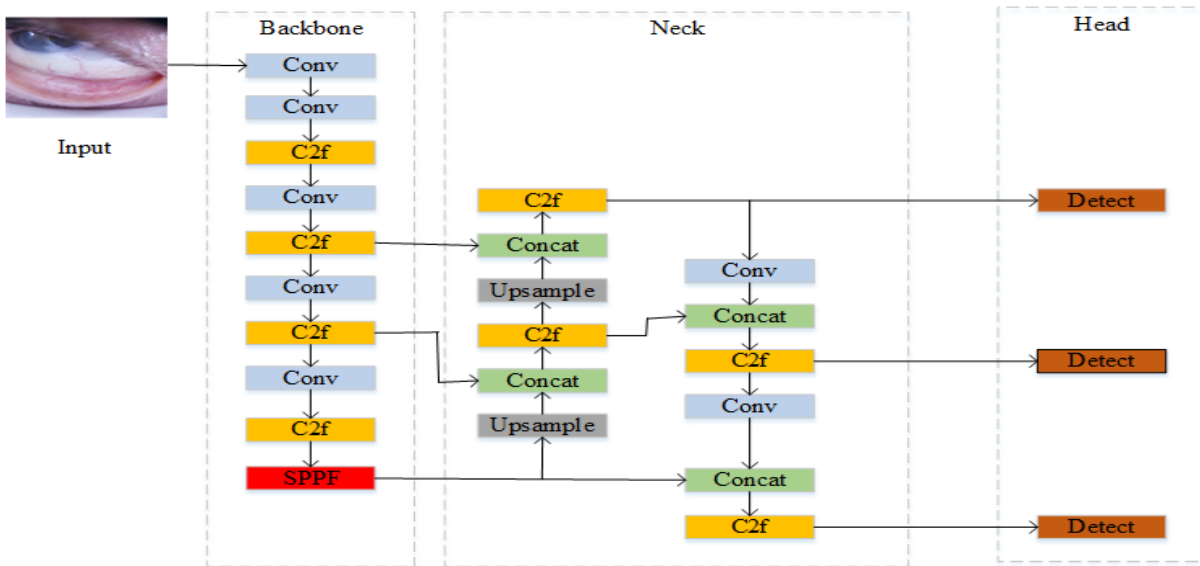 Input
Backbone
Conv
Conv
C2f
Conv
C2f
Conv
C2f
Conv
C2f
SPPF
Neck
C2f
Concat
Upsample
C2f
Concat
Upsample
Conv
Concat
C2f
Conv
Concat
C2f
Head
Detect
Detect
Detect